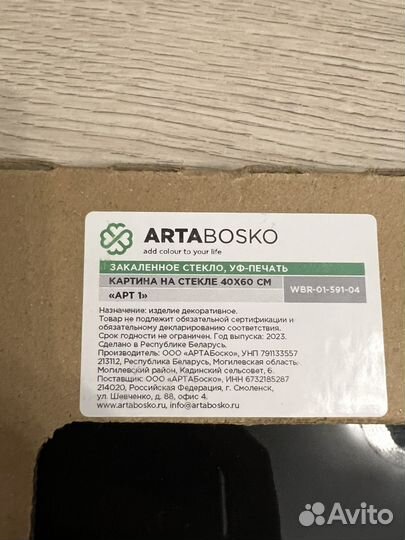 ARTABOSKO
add colour to your life
ЗАКАЛЕННОЕ СТЕКЛО, УФ-ПЕЧАТЬ
КАРТИНА НА СТЕКЛЕ 40Х60 СМ
WBR-01-591-04
«АРТ 1»
Назначение: изделие декоративное.
Товар не подлежит обязательной сертификации и
обязательному декларированию соответствия.
Срок годности не ограничен. Год выпуска: 2023.
Сделано в Республике Беларусь.
Производитель: ООО «АРТАБоско», УНП 791133557
213112, Республика Беларусь, Могилевская область,
Могилевский район, Кадинский сельсовет, 6.
Поставщик: ООО «АРТАБоско», ИНН 6732185287
214020, Российская Федерация, г. Смоленск,
ул. Шевченко, д. 88, офис 4.
www.artabosko.ru, info@artabosko.ru
Avito